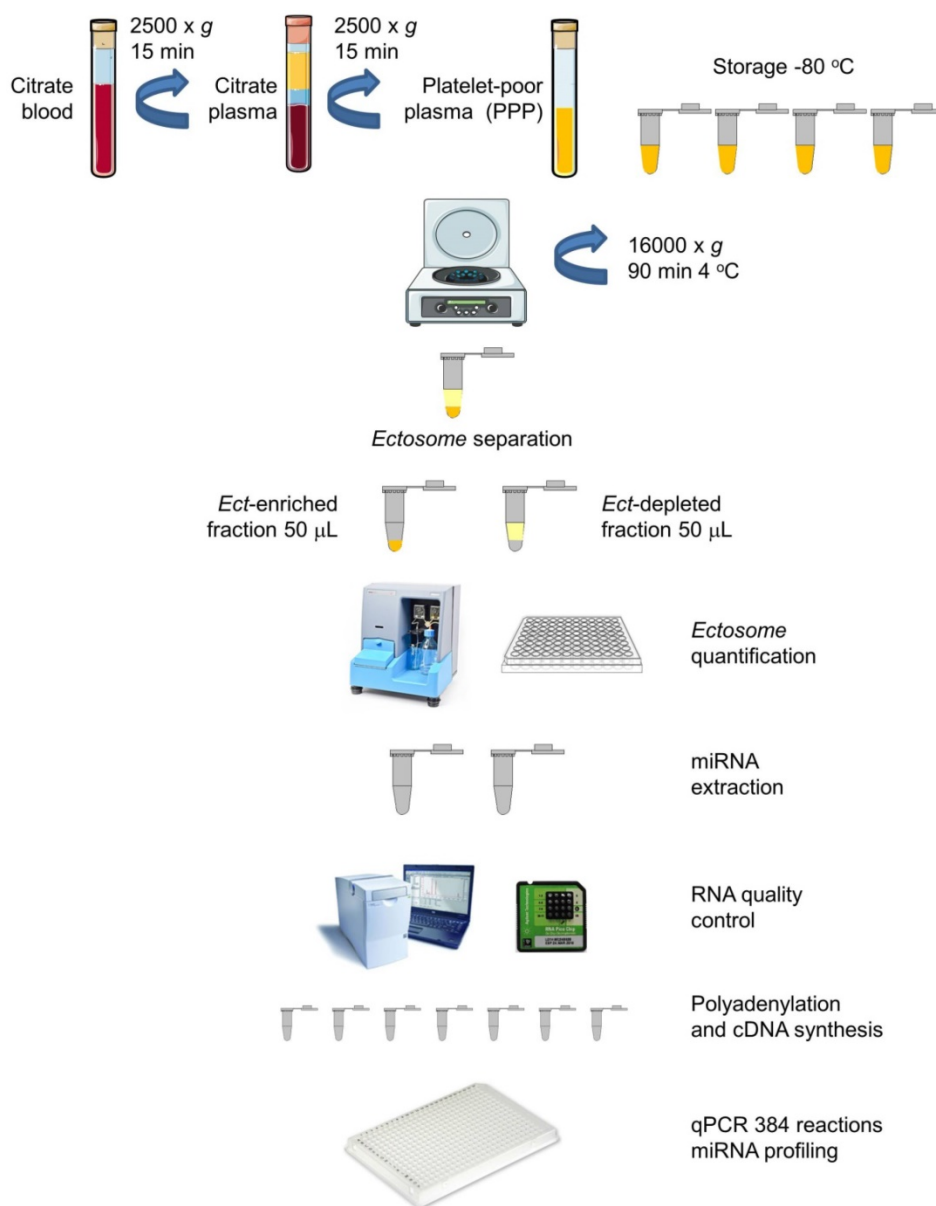 Citrate
blood
2500 x g
15 min
Citrate
plasma
2500 x g
15 min
Platelet-poor
plasma (PPP)
Storage -80 °C
16000 x g
90 min 4 °C
Ectosome separation
Ect-enriched
fraction 50 µL
Ect-depleted
fraction 50 µL
Ectosome
quantification
miRNA
extraction
RNA quality
control
Polyadenylation
and cDNA synthesis
qPCR 384 reactions
miRNA profiling